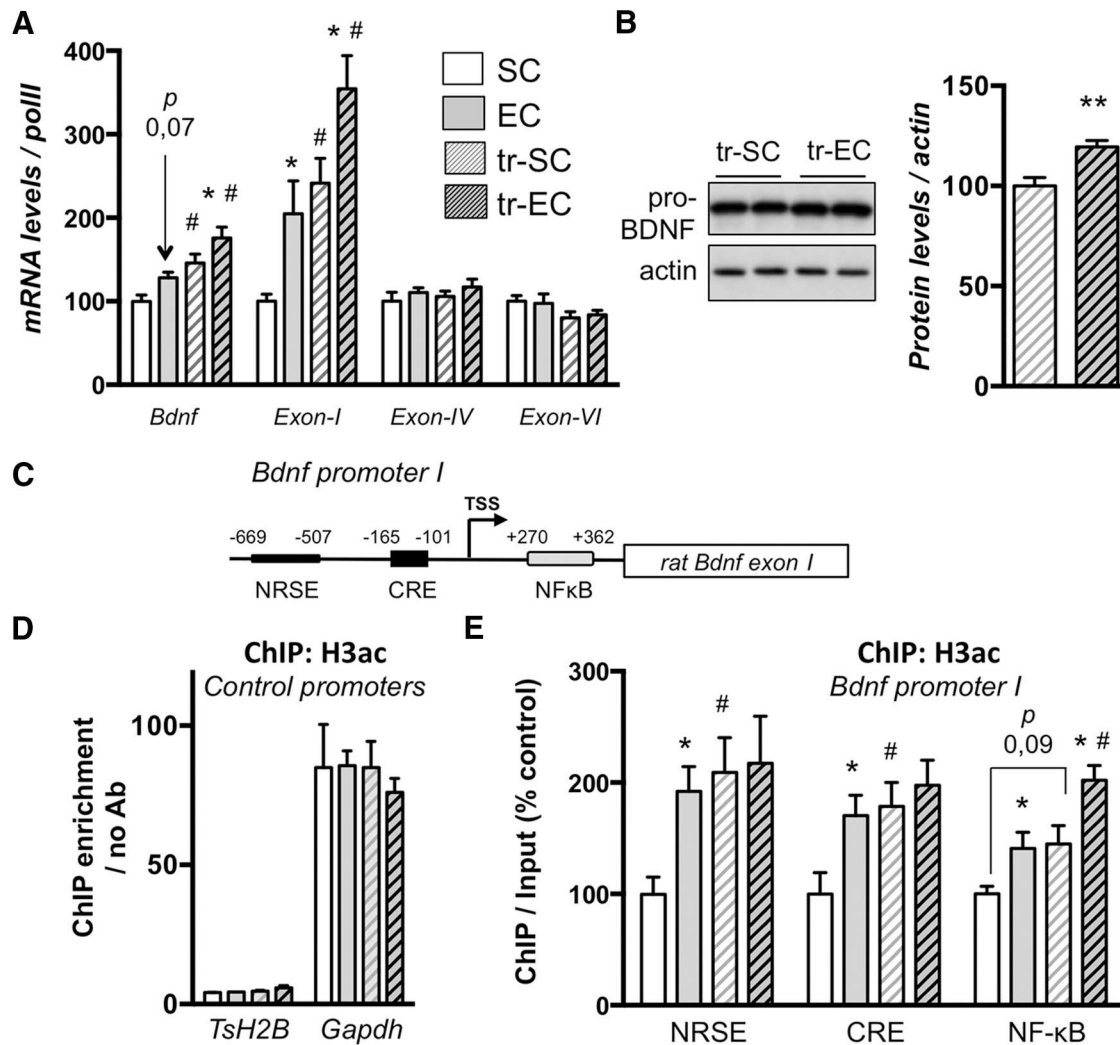 A
mRNA levels / polII
400
300
200
100
0
p
0,07
*
#
* #
*
#
* #
SC
EC
tr-SC
tr-EC
Bdnf
Exon-I
Exon-IV
Exon-VI
B
tr-SC tr-EC
pro-
BDNF
actin
Protein levels / actin
150
100
50
0
**
C
Bdnf promoter I
TSS
-669 -507 -165 -101 +270 +362
rat Bdnf exon I
NRSE CRE NFκB
D
ChIP: H3ac
Control promoters
ChIP enrichment
/ no Ab
100
50
0
TsH2B Gapdh
E
ChIP: H3ac
Bdnf promoter I
ChIP / Input (% control)
300
200
100
0
*
#
*
#
p
0,09
*
* #
NRSE CRE NF-κB